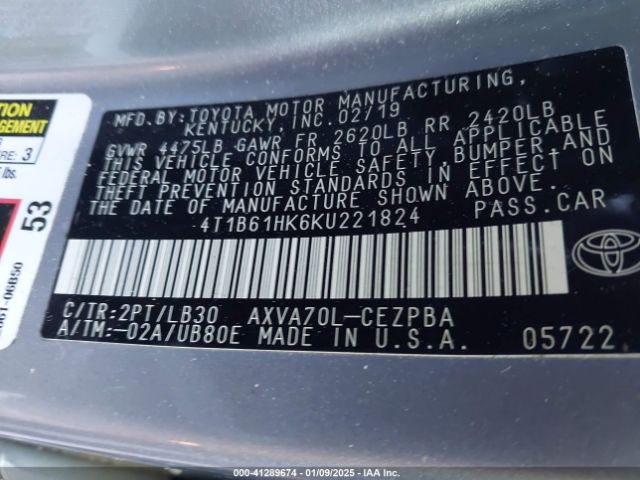 MFD.BY:TOYOTA MOTOR MANUFACTURING,
KENTUCKY,INC.02/19
GVWR 4475LB GAWR FR 2620LB RR 2420LB
THIS VEHICLE CONFORMS TO ALL APPLICABLE
FEDERAL MOTOR VEHICLE SAFETY,BUMPER,AND
THEFT PREVENTION STANDARDS IN EFFECT ON
THE DATE OF MANUFACTURE SHOWN ABOVE.
4T1B61HK6KU221824 PASS.CAR
C/TR:2PT/LB30 AXVA70L-CEZPBA
A/TM:-02A/UB80E MADE IN U.S.A. 05722
TOYOTA
53
3
lbs.
000-41289674 | 01/09/2025 | IAA Inc.